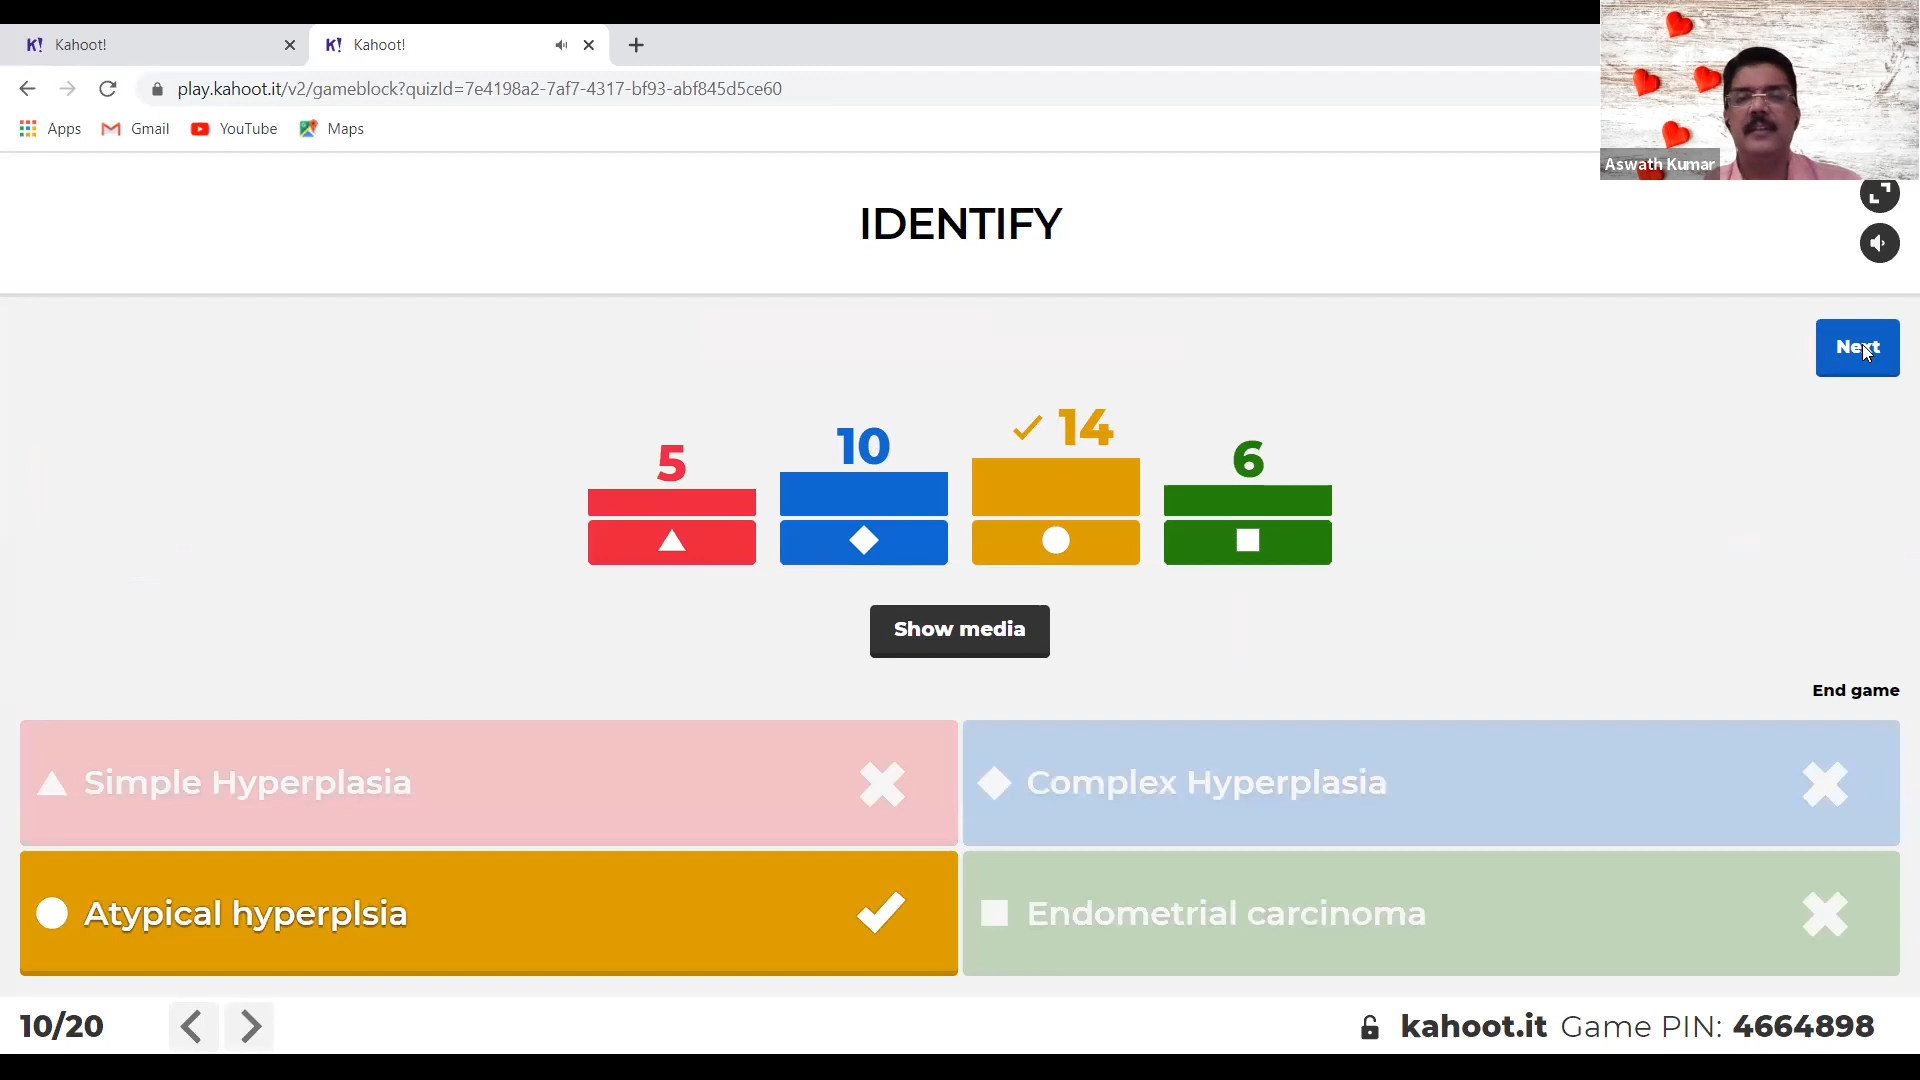 K! Kahoot!
K! Kahoot!
play.kahoot.it/v2/gameblock?quizId=7e4198a2-7af7-4317-bf93-abf845d5ce60
Apps
Gmail
YouTube
Maps
Aswath Kumar
IDENTIFY
Next
5
10
14
6
Show media
End game
Simple Hyperplasia
Complex Hyperplasia
Atypical hyperplsia
Endometrial carcinoma
10/20
kahoot.it Game PIN: 4664898